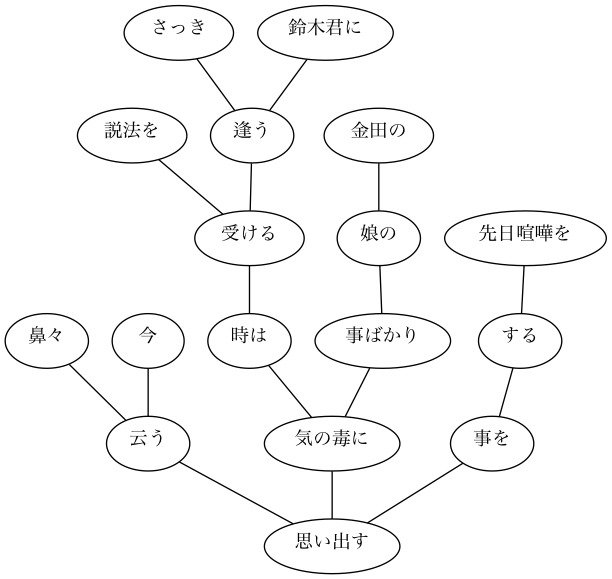 さっき
鈴木君に
説法を
逢う
金田の
受ける
娘の
先日喧嘩を
鼻々
今
時は
事ばかり
する
云う
気の毒に
事を
思い出す